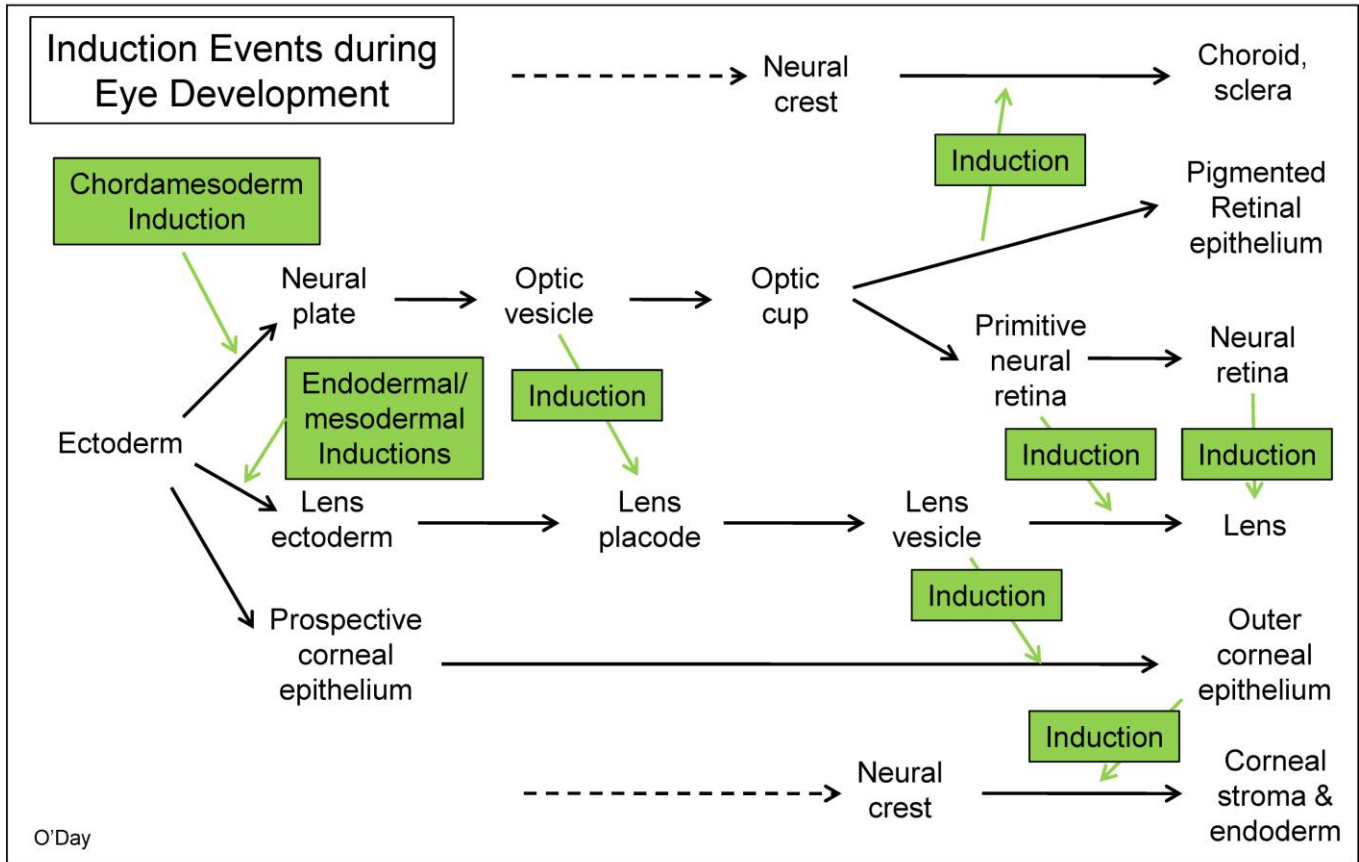 Induction Events during
Eye Development
Neural
crest
Choroid,
sclera
Induction
Chordamesoderm
Induction
Pigmented
Retinal
epithelium
Neural
plate
Optic
vesicle
Optic
cup
Primitive
neural
retina
Neural
retina
Endodermal/
mesodermal
Inductions
Induction
Ectoderm
Induction
Induction
Lens
ectoderm
Lens
placode
Lens
vesicle
Lens
Induction
Prospective
corneal
epithelium
Outer
corneal
epithelium
Induction
Neural
crest
Corneal
stroma &
endoderm
O'Day